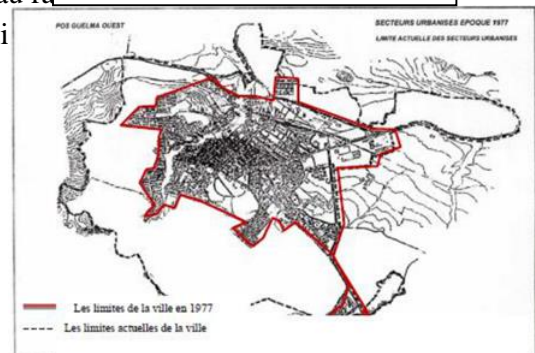 au
i
POS GUELMA OUEST
SECTEURS URBANISES EPOQUE 1977
LIMITE ACTUELLE DES SECTEURS URBANISES
Les limites de la ville en 1977
Les limites actuelles de la ville